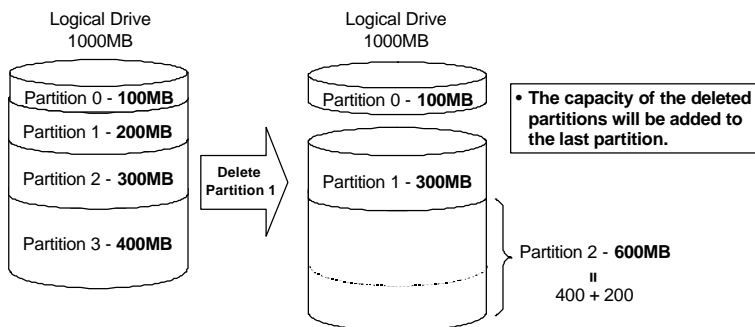 Logical Drive
1000MB
Partition 0 - 100MB
Partition 1 - 200MB
Partition 2 - 300MB
Partition 3 - 400MB
Delete
Partition 1
Logical Drive
1000MB
Partition 0 - 100MB
Partition 1 - 300MB
Partition 2 - 600MB
=
400 + 200
• The capacity of the deleted
partitions will be added to
the last partition.